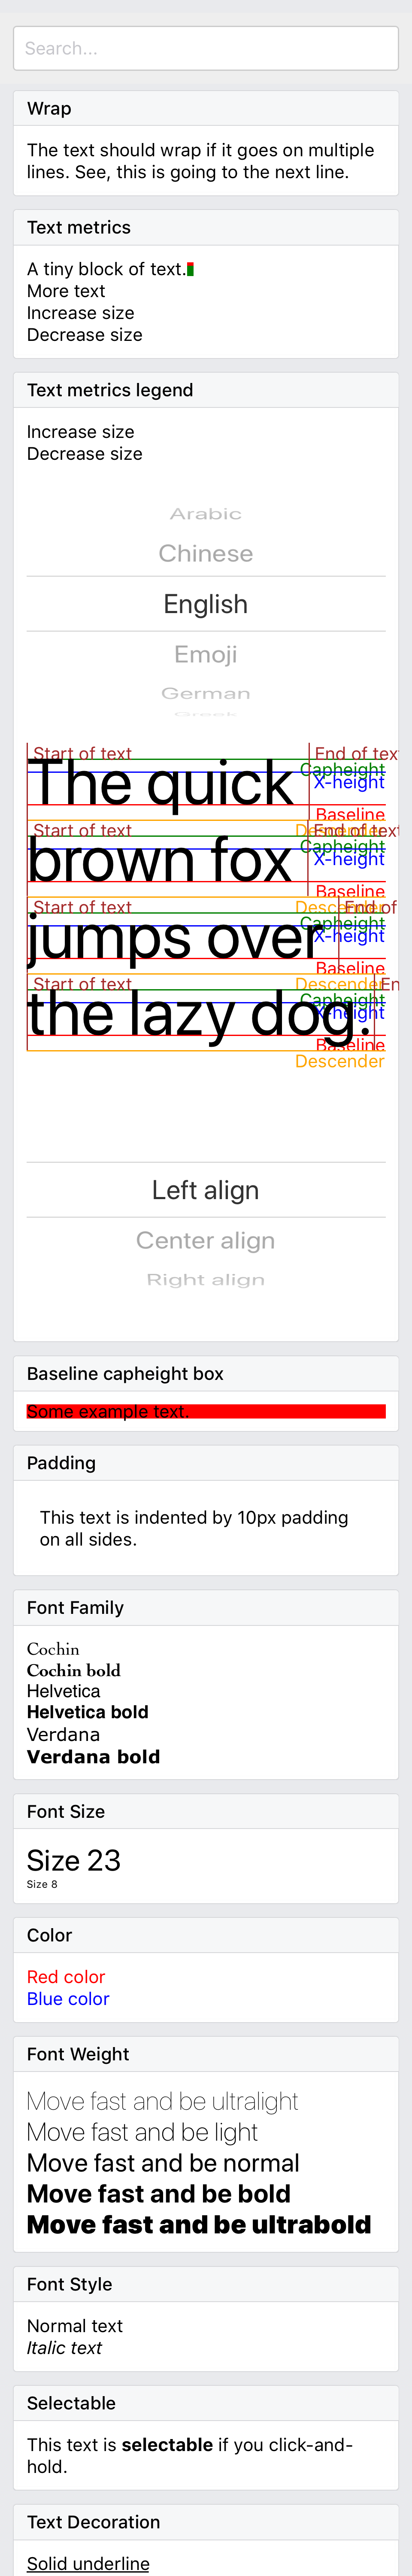 Search...
Wrap
The text should wrap if it goes on multiple
lines. See, this is going to the next line.
Text metrics
A tiny block of text.
More text
Increase size
Decrease size
Text metrics legend
Increase size
Decrease size
Arabic
Chinese
English
Emoji
German
Greek
Start of text
End of tex
Capheight
X-height
The quick
Baseline
Descender
Start of text
End of text
Capheight
X-height
brown fox
Baseline
Descender
Start of text
End of
Capheight
X-height
jumps over
Baseline
Descender
Start of text
En
Capheight
X-height
the lazy dog.
Baseline
Descender
Left align
Center align
Right align
Baseline capheight box
Some example text.
Padding
This text is indented by 10px padding
on all sides.
Font Family
Cochin
Cochin bold
Helvetica
Helvetica bold
Verdana
Verdana bold
Font Size
Size 23
Size 8
Color
Red color
Blue color
Font Weight
Move fast and be ultralight
Move fast and be light
Move fast and be normal
Move fast and be bold
Move fast and be ultrabold
Font Style
Normal text
Italic text
Selectable
This text is selectable if you click-and-
hold.
Text Decoration
Solid underline